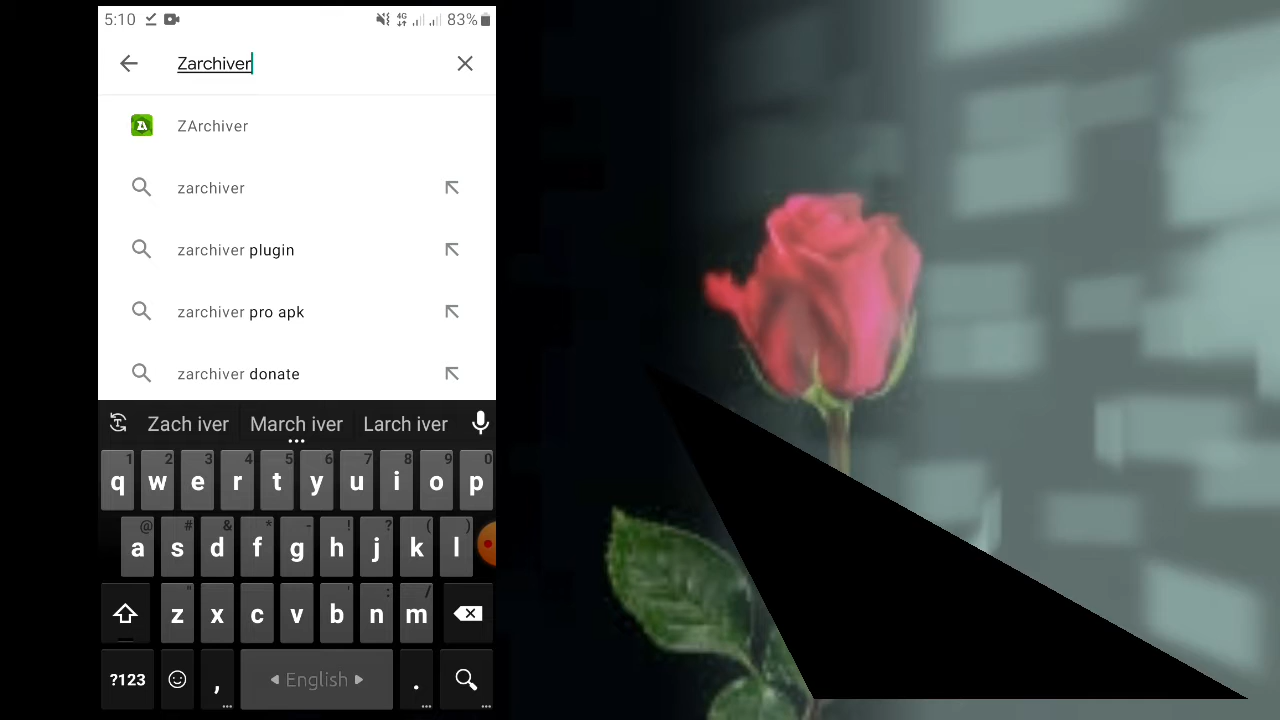 5:10 4G 83%
Zarchiver
ZArchiver
zarchiver
zarchiver plugin
zarchiver pro apk
zarchiver donate
Zach iver March iver Larch iver
1 2 3 4 5 6 7 8 9 0
q w e r t y u i o p
@ # & * - ! ? ( )
a s d f g h j k l
" ' : ; /
z x c v b n m
?123 , English .